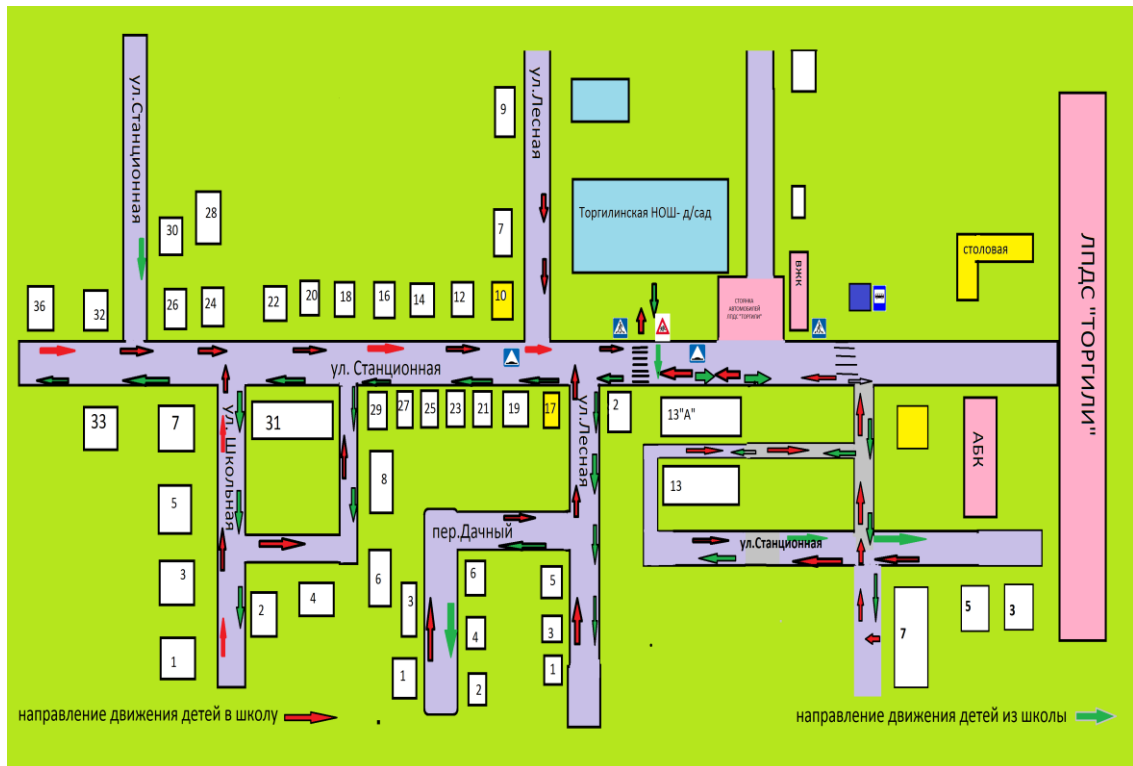 ул.Станционная
ул.Лесная
9
Торгилинская НОШ- д/сад
28
30
7
столовая
ЛПДС "ТОРГИЛИ"
ВЖК
36
32
26
24
22
20
18
16
14
12
10
СТОЯНКА
АВТОМОБИЛЕЙ
ЛПДС "ТОРГИЛИ"
ул. Станционная
33
7
ул.Школьная
31
29
27
25
23
21
19
17
ул.Лесная
2
13"А"
АБК
5
8
13
пер.Дачный
ул.Станционная
3
2
4
6
3
6
5
1
4
3
1
2
1
7
5
3
направление движения детей в школу
направление движения детей из школы